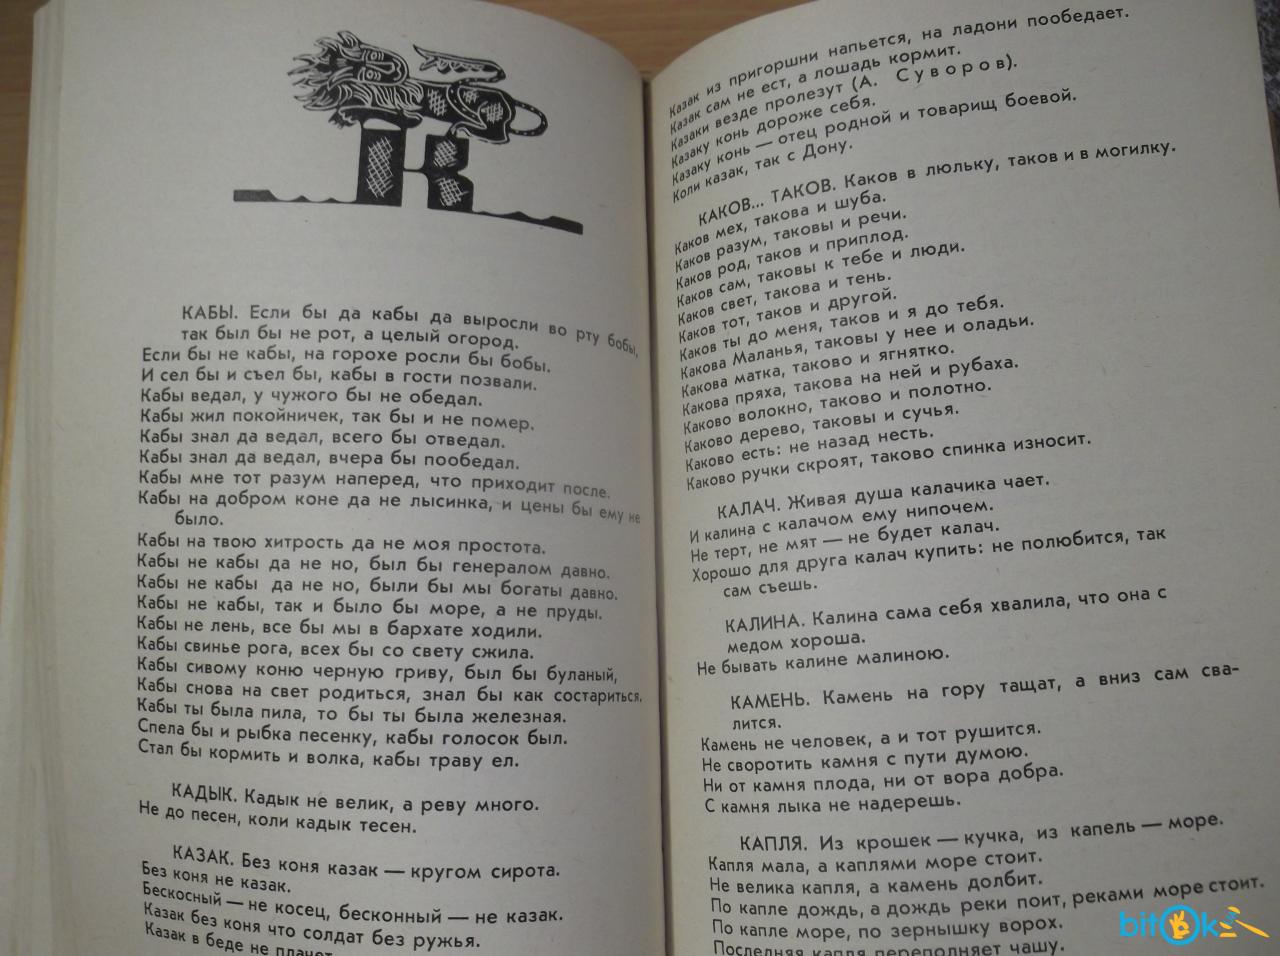 К
КАБЫ. Если бы да кабы да выросли во рту бобы,
так был бы не рот, а целый огород.
Если бы не кабы, на горохе росли бы бобы.
И сел бы и съел бы, кабы в гости позвали.
Кабы ведал, у чужого бы не обедал.
Кабы жил покойничек, так бы и не помер.
Кабы знал да ведал, всего бы отведал.
Кабы знал да ведал, вчера бы пообедал.
Кабы мне тот разум наперед, что приходит после.
Кабы на добром коне да не лысинка, и цены бы ему не
было.
Кабы на твою хитрость да не моя простота.
Кабы не кабы да не но, был бы генералом давно.
Кабы не кабы да не но, были бы мы богаты давно.
Кабы не кабы, так и было бы море, а не пруды.
Кабы не лень, все бы мы в бархате ходили.
Кабы свинье рога, всех бы со свету сжила.
Кабы сивому коню черную гриву, был бы буланый,
Кабы снова на свет родиться, знал бы как состариться.
Кабы ты была пила, то бы ты была железная.
Спела бы и рыбка песенку, кабы голосок был.
Стал бы кормить и волка, кабы траву ел.
КАДЫК. Кадык не велик, а реву много.
Не до песен, коли кадык тесен.
КАЗАК. Без коня казак — кругом сирота.
Без коня не казак.
Бескосный — не косец, бесконный — не казак.
Казак без коня что солдат без ружья.
Казак в беде не плачет
Казак из пригоршни напьется, на ладони пообедает.
Казак сам не ест, а лошадь кормит.
Казаки везде пролезут (А. Суворов).
Казаку конь дороже себя.
Казаку конь — отец родной и товарищ боевой.
Коли казак, так с Дону.
КАКОВ... ТАКОВ. Каков в люльку, таков и в могилку.
Каков мех, такова и шуба.
Каков разум, таковы и речи.
Каков род, таков и приплод.
Каков сам, таковы к тебе и люди.
Каков свет, такова и тень.
Каков тот, таков и другой.
Каков ты до меня, таков и я до тебя.
Какова Маланья, таковы у нее и оладьи.
Какова матка, таково и ягнятко.
Какова пряха, такова на ней и рубаха.
Каково волокно, таково и полотно.
Каково дерево, таковы и сучья.
Каково есть: не назад несть.
Каково ручки скроят, таково спинка износит.
КАЛАЧ. Живая душа калачика чает.
И калина с калачом ему нипочем.
Не терт, не мят — не будет калач.
Хорошо для друга калач купить: не полюбится, так
сам съешь.
КАЛИНА. Калина сама себя хвалила, что она с
медом хороша.
Не бывать калине малиною.
КАМЕНЬ. Камень на гору тащат, а вниз сам сва-
лится.
Камень не человек, а и тот рушится.
Не своротить камня с пути думою.
Ни от камня плода, ни от вора добра.
С камня лыка не надерешь.
КАПЛЯ. Из крошек — кучка, из капель — море.
Капля мала, а каплями море стоит.
Не велика капля, а камень долбит.
По капле дождь, а дождь реки поит, реками море стоит.
По капле море, по зернышку ворох.
Последняя капля переполняет чашу.
bitok